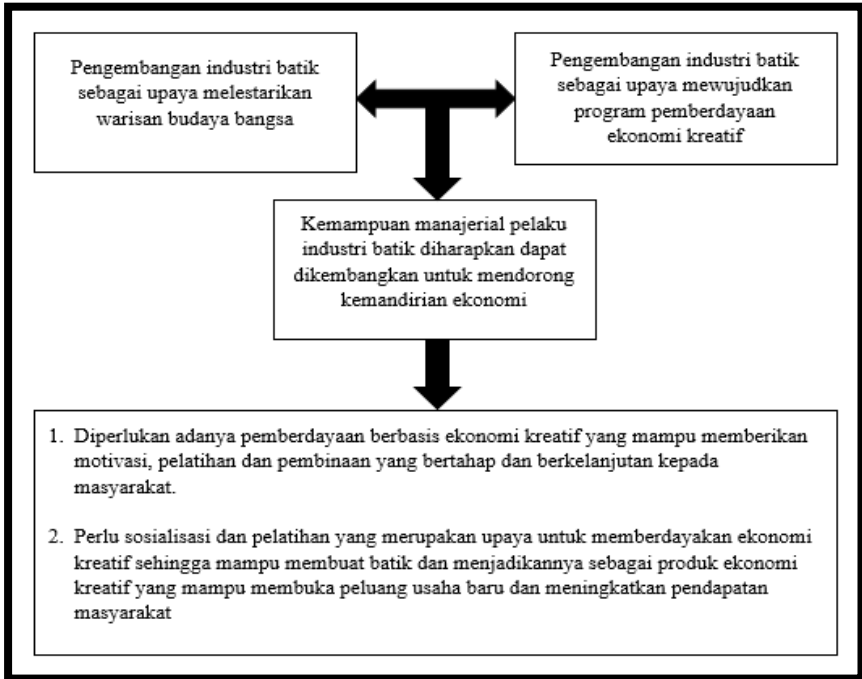 Pengembangan industri batik
sebagai upaya melestarikan
warisan budaya bangsa
Pengembangan industri batik
sebagai upaya mewujudkan
program pemberdayaan
ekonomi kreatif
Kemampuan manajerial pelaku
industri batik diharapkan dapat
dikembangkan untuk mendorong
kemandirian ekonomi
1. Diperlukan adanya pemberdayaan berbasis ekonomi kreatif yang mampu memberikan
motivasi, pelatihan dan pembinaan yang bertahap dan berkelanjutan kepada
masyarakat.
2. Perlu sosialisasi dan pelatihan yang merupakan upaya untuk memberdayakan ekonomi
kreatif sehingga mampu membuat batik dan menjadikannya sebagai produk ekonomi
kreatif yang mampu membuka peluang usaha baru dan meningkatkan pendapatan
masyarakat